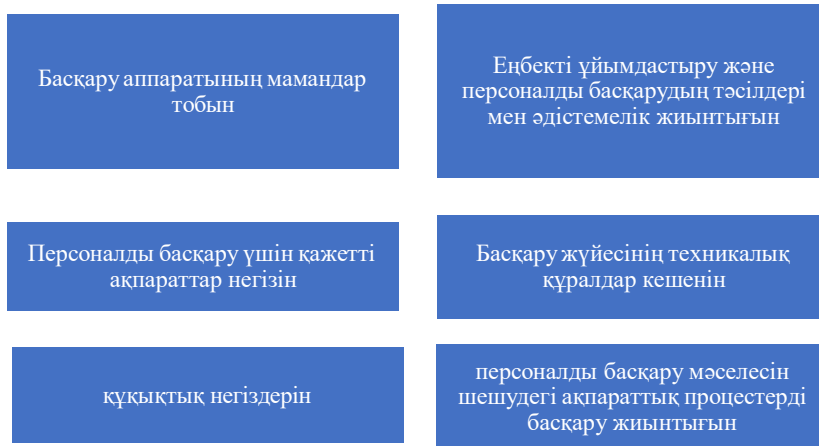 Басқару аппаратының мамандар
тобын
Еңбекті ұйымдастыру және
персоналды басқарудың тәсілдері
мен әдістемелік жиынтығын
Персоналды басқару үшін қажетті
ақпараттар негізін
Басқару жүйесінің техникалық
құралдар кешенін
құқықтық негіздерін
персоналды басқару мәселесін
шешудегі ақпараттық процестерді
басқару жиынтығын